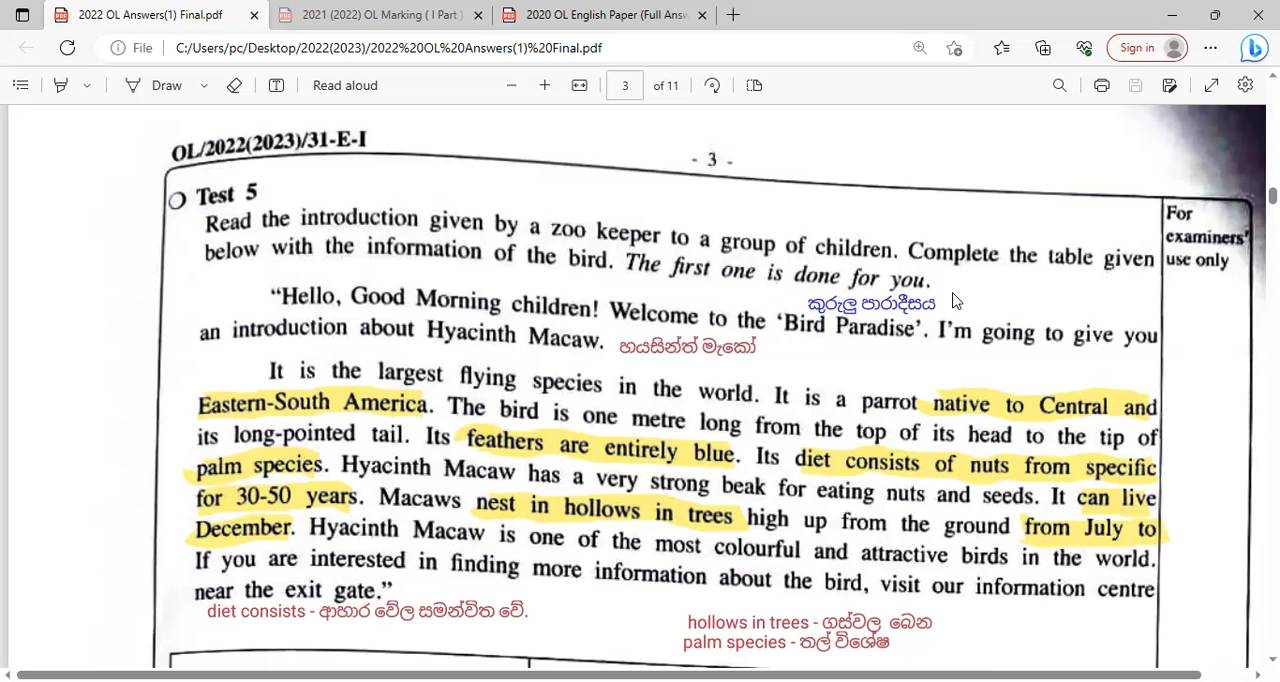 2022 OL Answers(1) Final.pdf
2021 (2022) OL Marking ( I Part )
2020 OL English Paper (Full Answ
File C:/Users/pc/Desktop/2022(2023)/2022%20OL%20Answers(1)%20Final.pdf
Sign in
Draw
Read aloud
3 of 11
OL/2022(2023)/31-E-I
- 3 -
For
examiners'
use only
Test 5
Read the introduction given by a zoo keeper to a group of children. Complete the table given
below with the information of the bird. The first one is done for you.
කුරුලු පාරාදීසය
“Hello, Good Morning children! Welcome to the ‘Bird Paradise’. I'm going to give you
an introduction about Hyacinth Macaw. හයසින්ත් මැකෝ
It is the largest flying species in the world. It is a parrot native to Central and
Eastern-South America. The bird is one metre long from the top of its head to the tip of
its long-pointed tail. Its feathers are entirely blue. Its diet consists of nuts from specific
palm species. Hyacinth Macaw has a very strong beak for eating nuts and seeds. It can live
for 30-50 years. Macaws nest in hollows in trees high up from the ground from July to
December. Hyacinth Macaw is one of the most colourful and attractive birds in the world.
If you are interested in finding more information about the bird, visit our information centre
near the exit gate.”
diet consists - ආහාර වේල සමන්විත වේ.
hollows in trees - ගස්වල බෙන
palm species - තල් විශේෂ